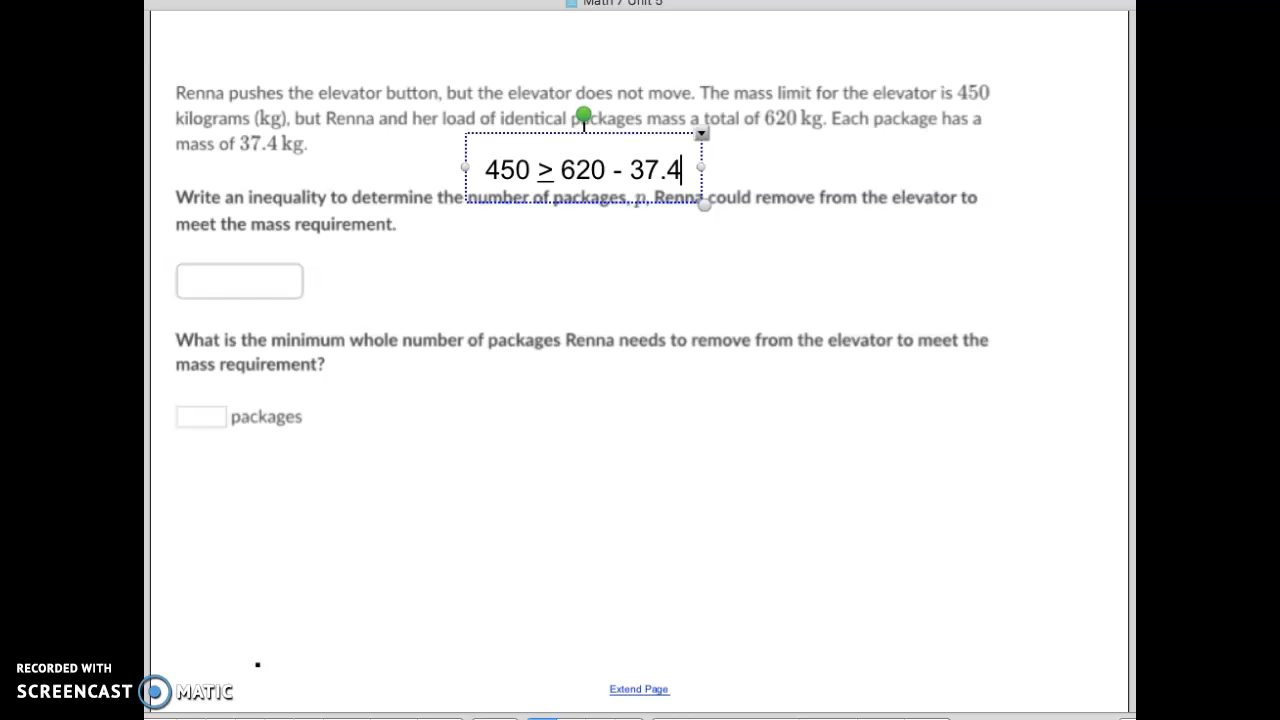 Math 7 Unit 5
Renna pushes the elevator button, but the elevator does not move. The mass limit for the elevator is 450
kilograms (kg), but Renna and her load of identical packages mass a total of 620 kg. Each package has a
mass of 37.4 kg.
450 ≥ 620 - 37.4
Write an inequality to determine the number of packages, p, Renna could remove from the elevator to
meet the mass requirement.
What is the minimum whole number of packages Renna needs to remove from the elevator to meet the
mass requirement?
packages
RECORDED WITH
SCREENCAST MATIC
Extend Page